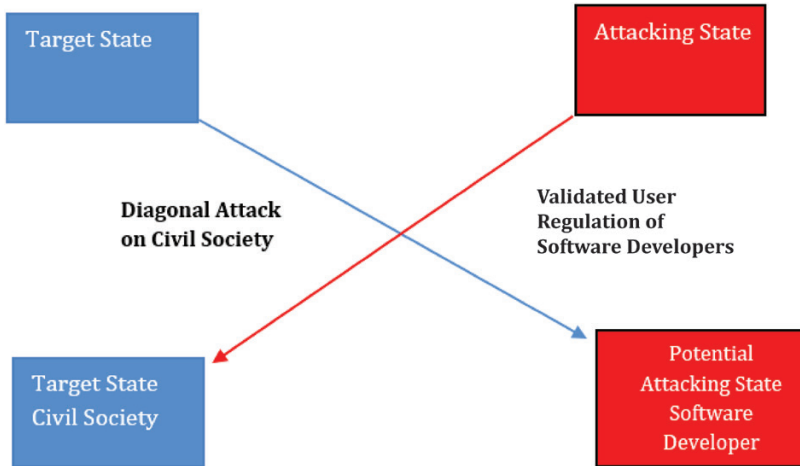 Target State
Attacking State
Diagonal Attack
on Civil Society
Validated User
Regulation of
Software Developers
Target State
Civil Society
Potential
Attacking State
Software
Developer